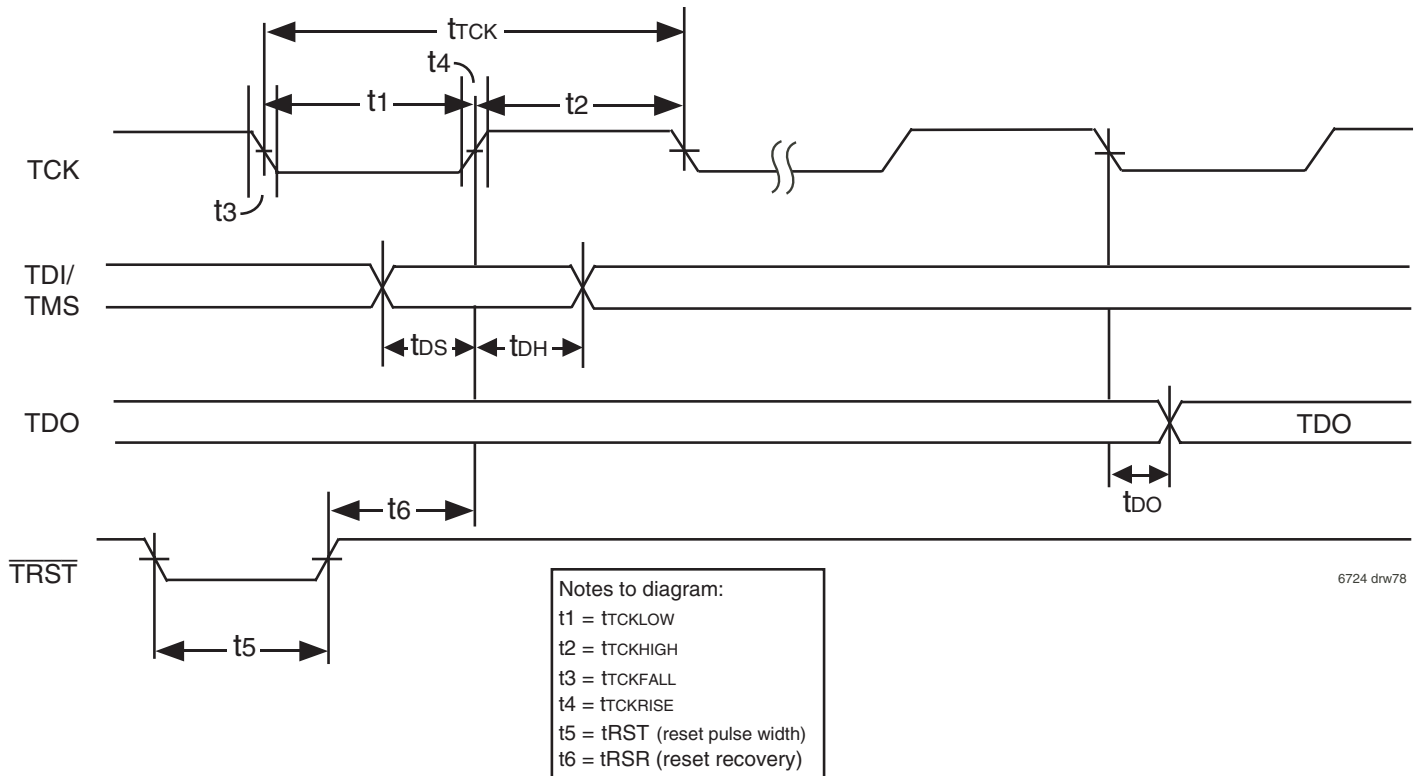 tTCK
t4
t1
t2
TCK
t3
TDI/
TMS
tDS
tDH
TDO
TDO
tDO
t6
TRST
6724 drw78
t5
Notes to diagram:
t1 = tTCKLOW
t2 = tTCKHIGH
t3 = tTCKFALL
t4 = tTCKRISE
t5 = tRST (reset pulse width)
t6 = tRSR (reset recovery)